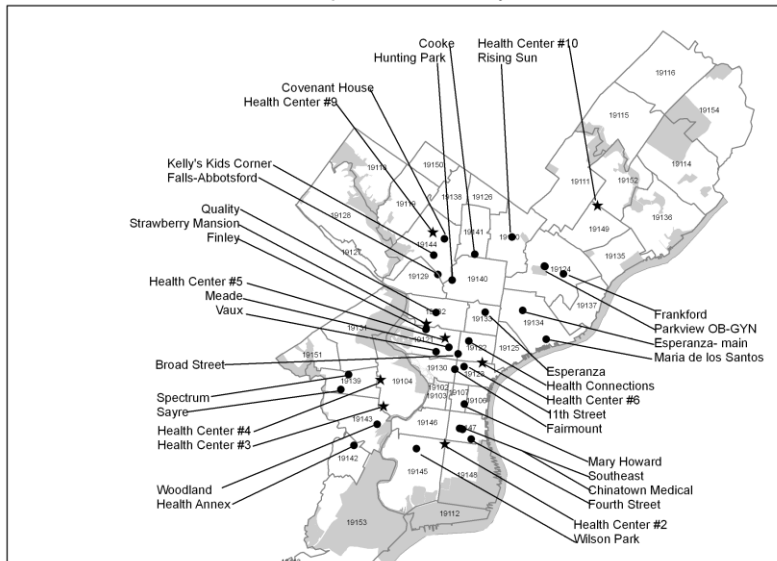 Cooke
Hunting Park
Health Center #10
Rising Sun
Covenant House
Health Center #9
Kelly's Kids Corner
Falls-Abbotsford
Quality
Strawberry Mansion
Finley
Health Center #5
Meade
Vaux
Broad Street
Spectrum
Sayre
Health Center #4
Health Center #3
Woodland
Health Annex
Frankford
Parkview OB-GYN
Esperanza- main
Maria de los Santos
Esperanza
Health Connections
Health Center #6
11th Street
Fairmount
Mary Howard
Southeast
Chinatown Medical
Fourth Street
Health Center #2
Wilson Park
19116
19115
19154
19114
19111
19152
19136
19149
19135
19150
19118
19138
19126
19119
19128
19141
19144
19127
19129
19140
19124
19137
19133
19134
19131
19122
19125
19151
19130
19123
19139
19104
19102
19103
19107
19106
19143
19146
19142
19145
19148
19112
19153